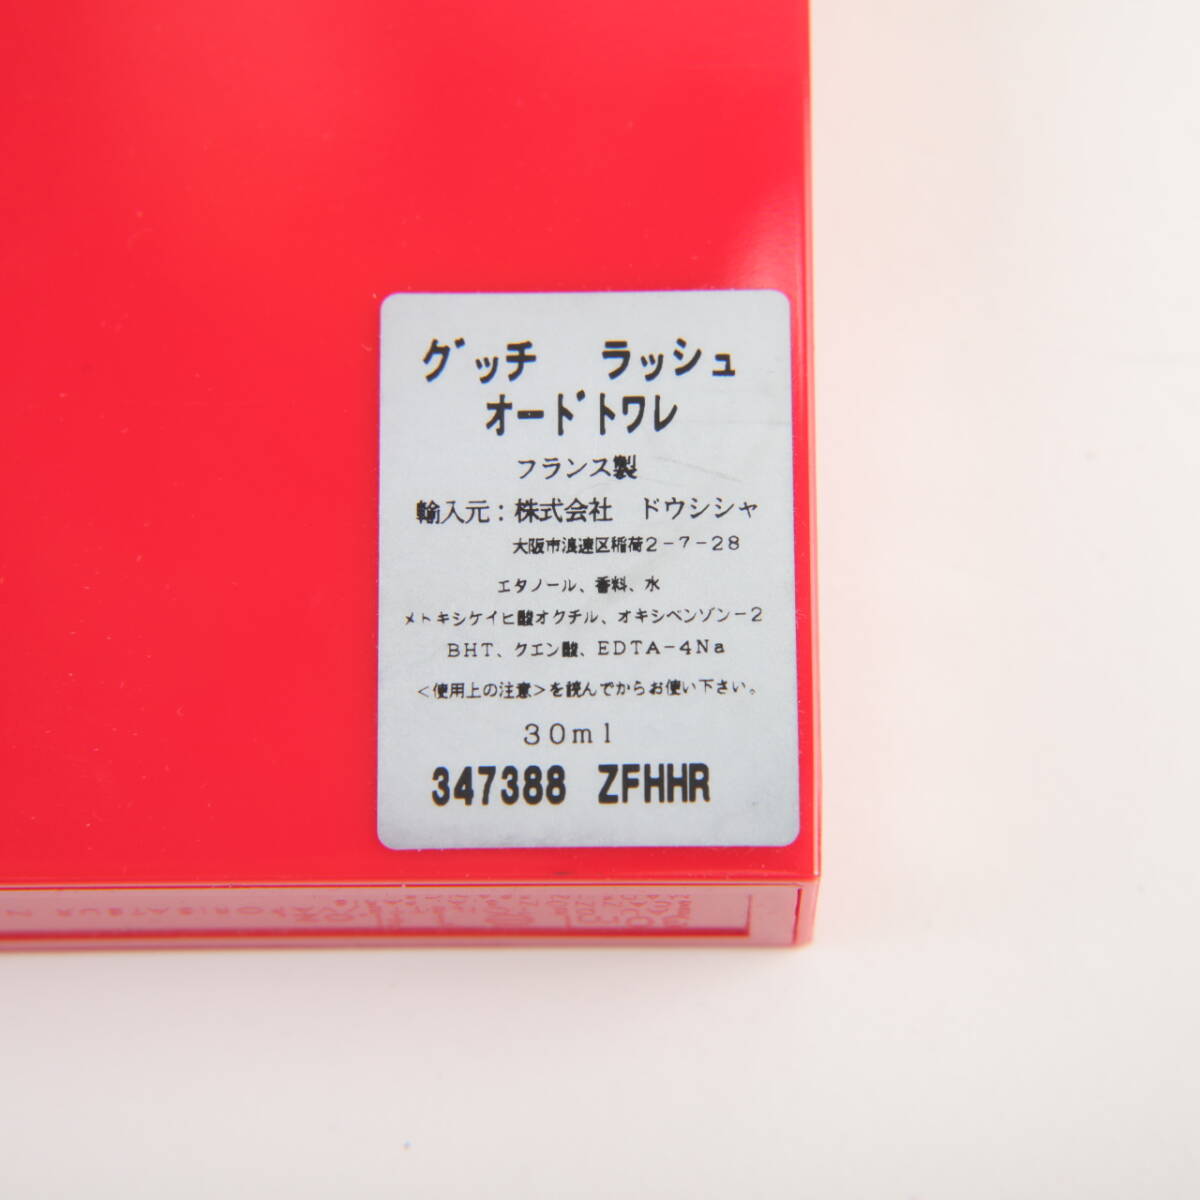 グッチ　ラッシュ
オードトワレ
フランス製
輸入元：株式会社　ドウシシャ
大阪市浪速区稲荷2－7－28
エタノール、香料、水
メトキシケイヒ酸オクチル、オキシベンゾン－2
BHT、クエン酸、EDTA－4Na
＜使用上の注意＞を読んでからお使い下さい。
30ml
347388 ZFHHR